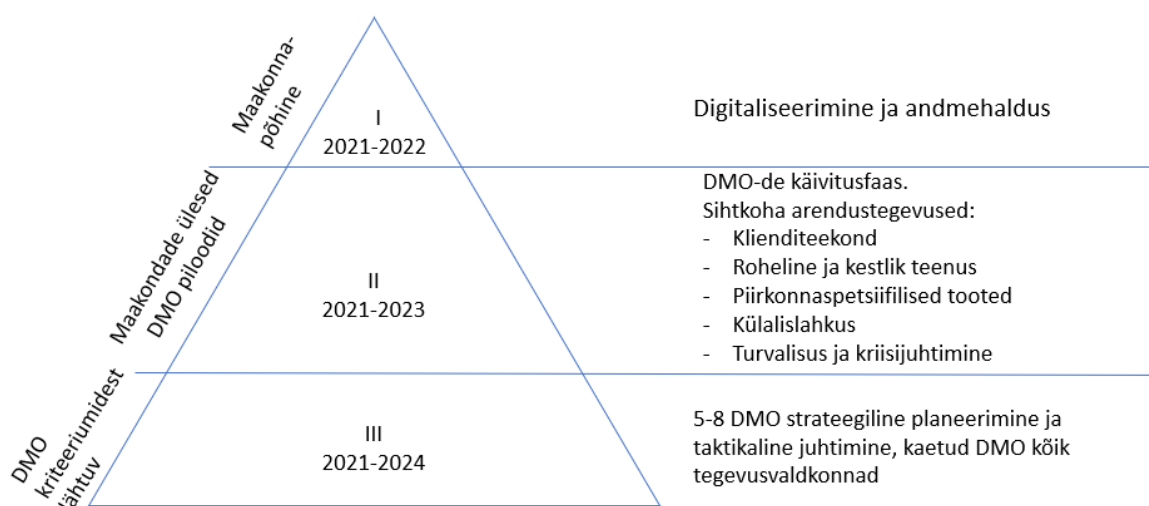 Maakonna-
põhine
I
2021-2022
Digitaliseerimine ja andmehaldus
Maakondade ülesed
DMO piloodid
II
2021-2023
DMO-de käivitusfaas.
Sihtkoha arendustegevused:
- Klienditeekond
- Roheline ja kestlik teenus
- Piirkonnaspetsiifilised tooted
- Külalislahkus
- Turvalisus ja kriisijuhtimine
DMO
kriteeriumidest
lähtuv
III
2021-2024
5-8 DMO strateegiline planeerimine ja
taktikaline juhtimine, kaetud DMO kõik
tegevusvaldkonnad